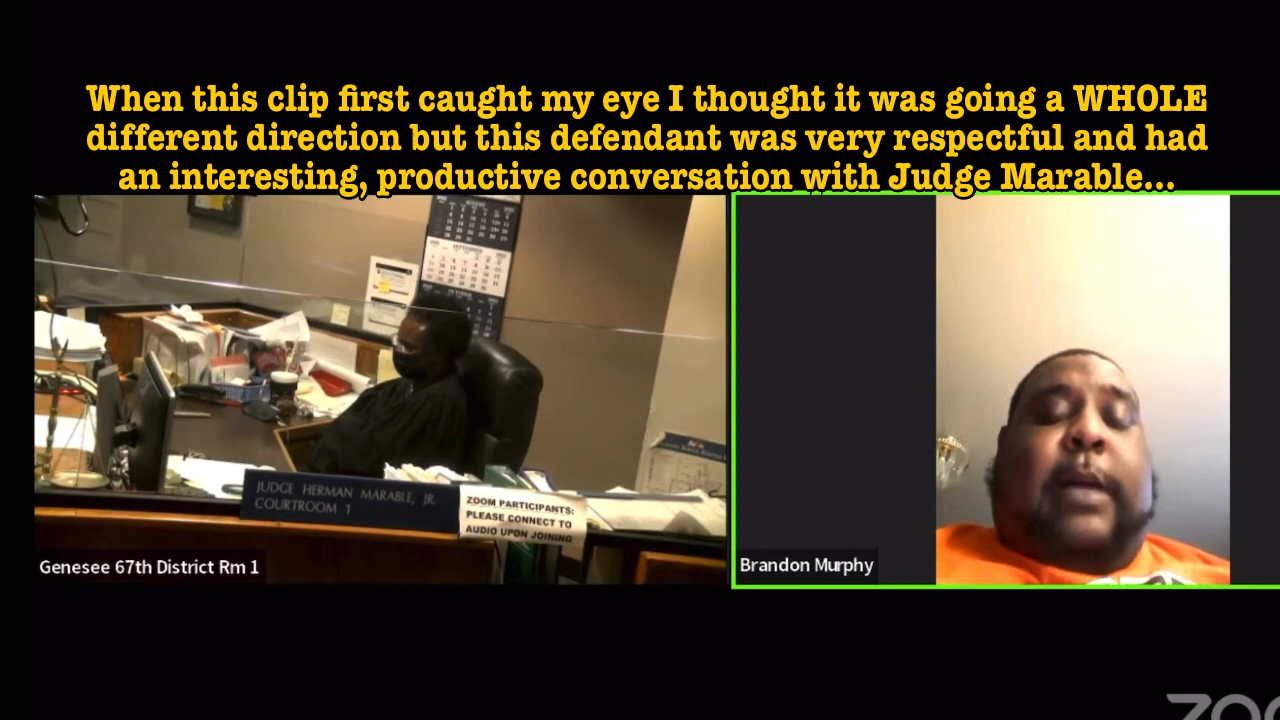 When this clip first caught my eye I thought it was going a WHOLE
different direction but this defendant was very respectful and had
an interesting, productive conversation with Judge Marable...
JUDGE HERMAN MARABLE, JR.
COURTROOM 1
ZOOM PARTICIPANTS:
PLEASE CONNECT TO
AUDIO UPON JOINING
Genesee 67th District Rm 1
Brandon Murphy